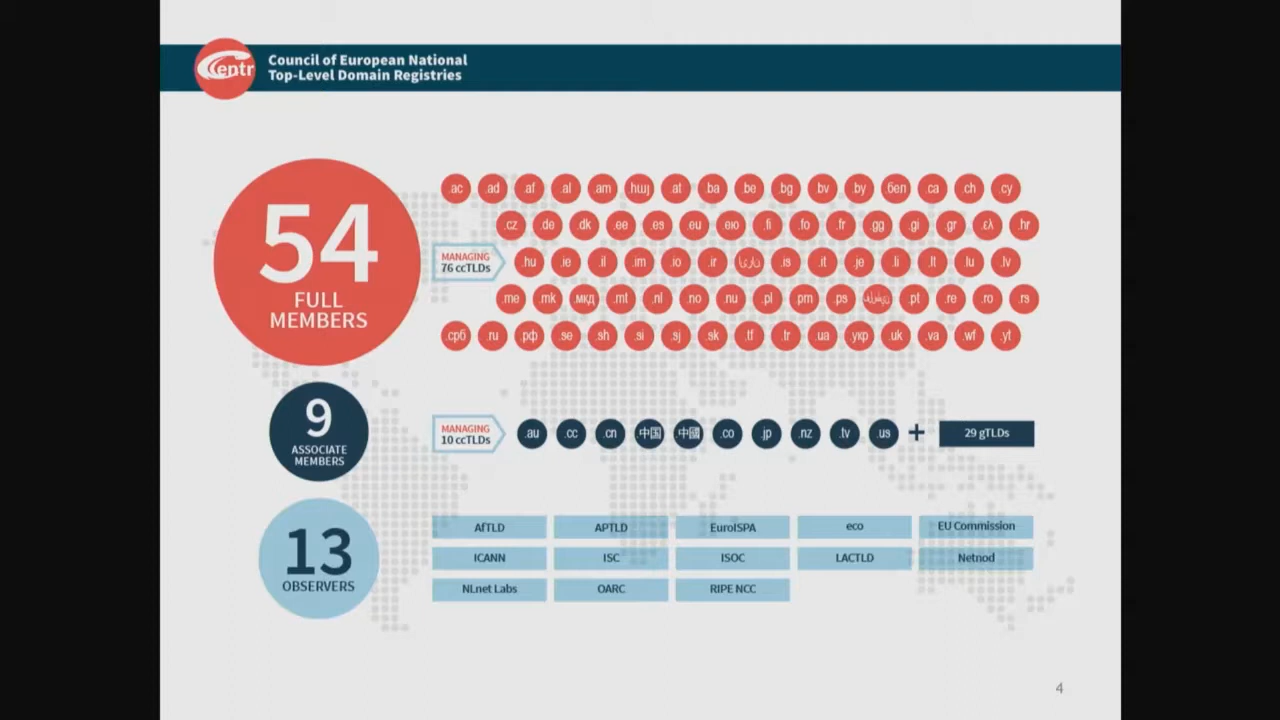 Centr
Council of European National
Top-Level Domain Registries
54
FULL
MEMBERS
MANAGING
76 ccTLDs
.ac .ad .af .al .am հայ .at .ba .be .bg .bv .by .бел .ca .ch .cy
.cz .de .dk .ee .es .eu .ею .fi .fo .fr .gg .gi .gr .ελ .hr
.hu .ie .il .im .io .ir .is .it .je .li .lt .lu .lv
.me .mk .мкд .mt .nl .no .nu .pl .pm .ps .pt .re .ro .rs
.срб .ru .рф .se .sh .si .sj .sk .tf .tr .ua .укр .uk .va .wf .yt
9
ASSOCIATE
MEMBERS
MANAGING
10 ccTLDs
.au .cc .cn .中国 .中國 .co .jp .nz .tv .us + 29 gTLDs
13
OBSERVERS
AfTLD APTLD EuroISPA eco EU Commission
ICANN ISC ISOC LACTLD Netnod
NLnet Labs OARC RIPE NCC
4